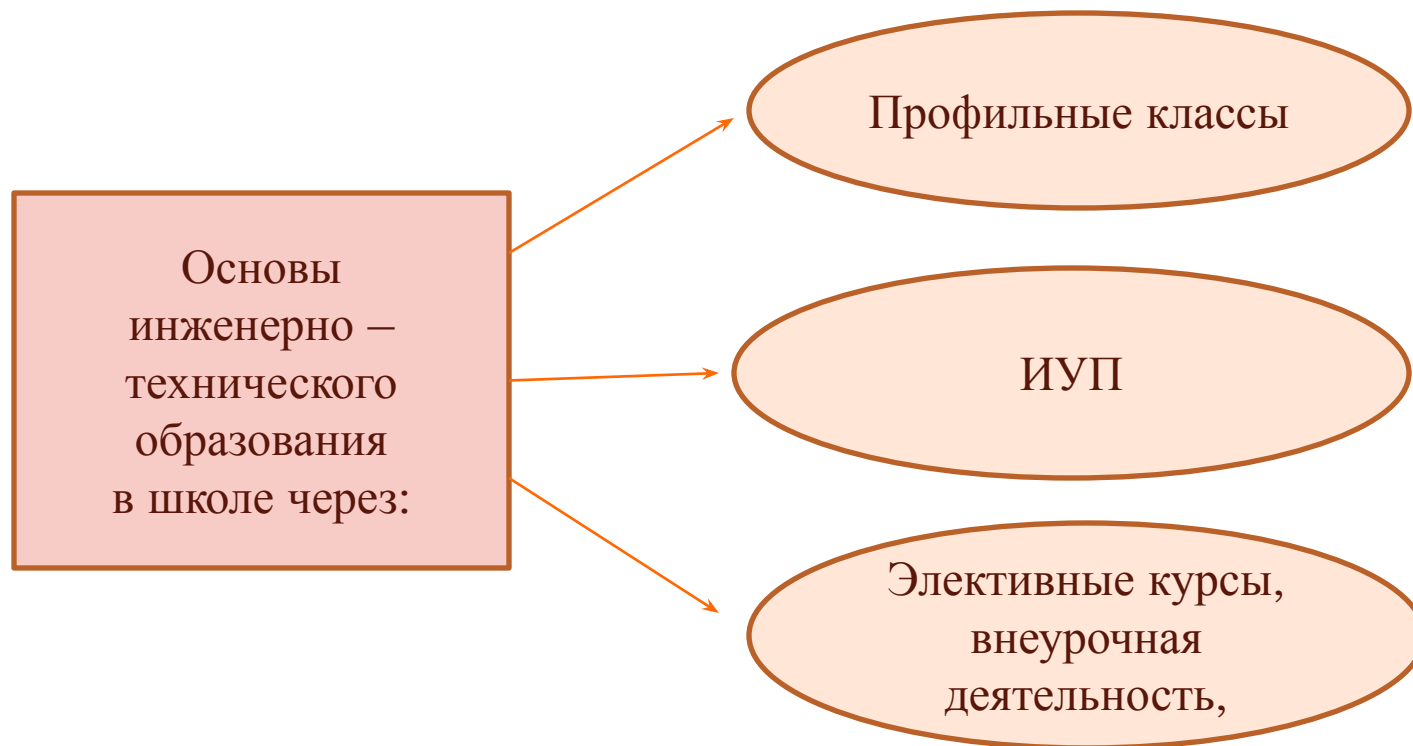 Основы
инженерно –
технического
образования
в школе через:
Профильные классы
ИУП
Элективные курсы,
внеурочная
деятельность,